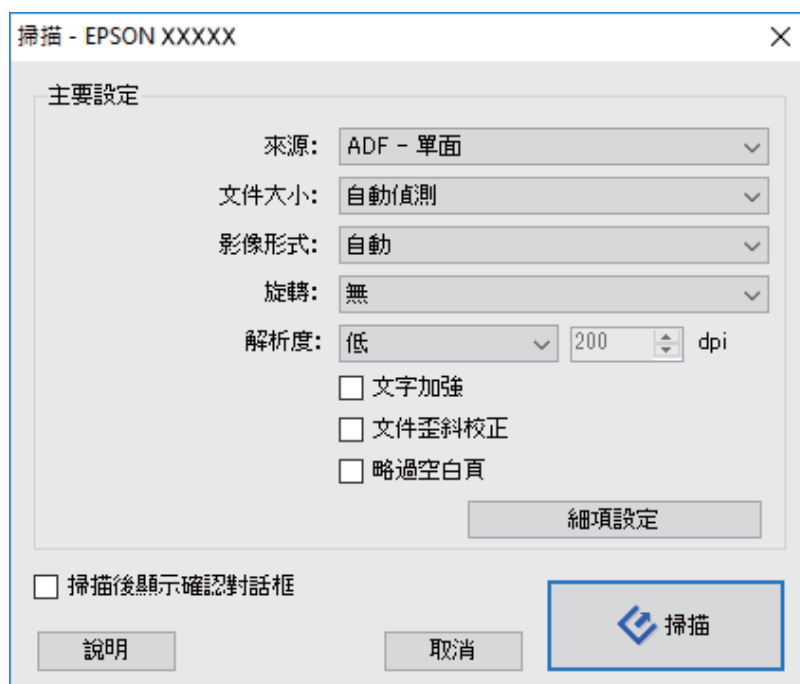 掃描 - EPSON XXXXX
主要設定
來源: ADF - 單面
文件大小: 自動偵測
影像形式: 自動
旋轉: 無
解析度: 低 200 dpi
文字加強
文件歪斜校正
略過空白頁
細項設定
掃描後顯示確認對話框
說明 取消 掃描